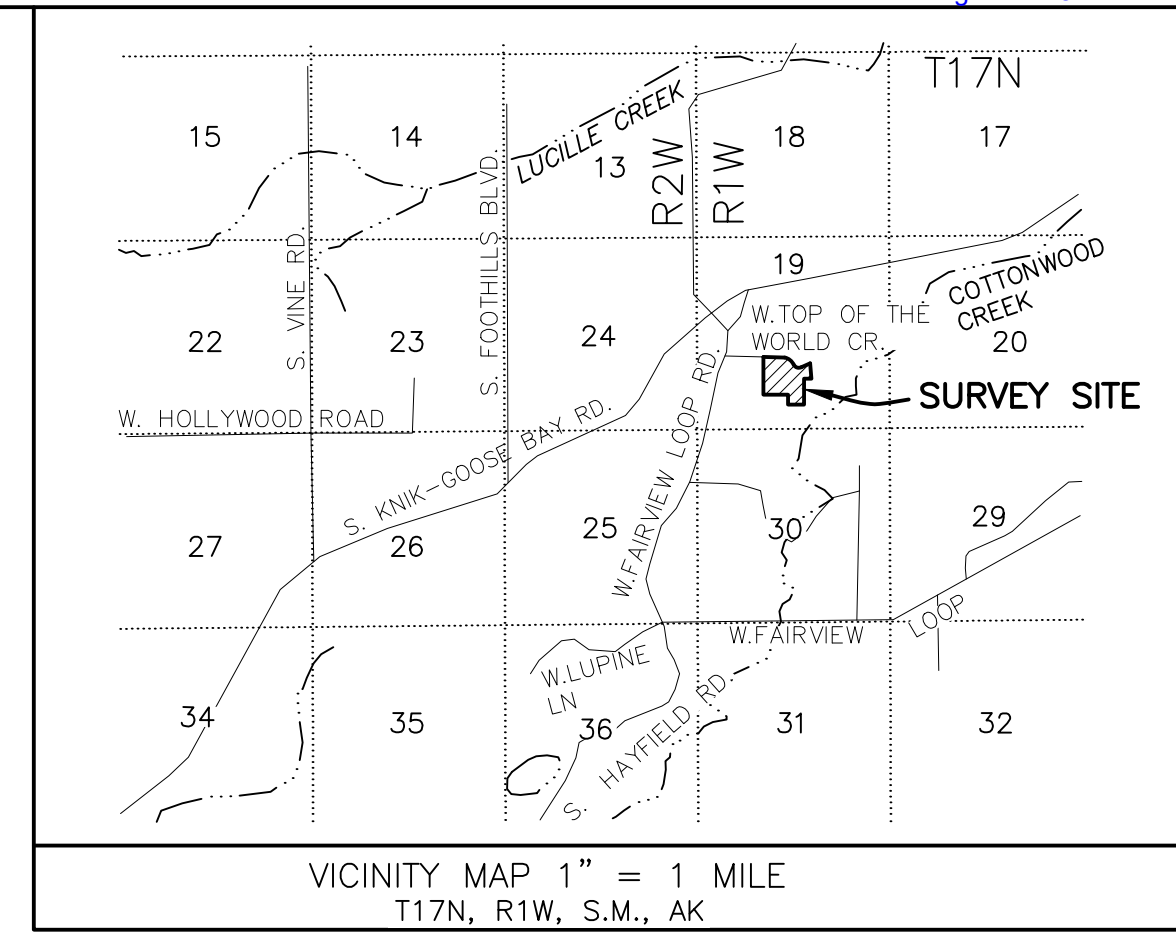 T17N
15
14
13
18
17
LUCILLE CREEK
R2W
R1W
S. VINE RD.
S. FOOTHILLS BLVD.
19
COTTONWOOD
CREEK
22
23
24
W.TOP OF THE
WORLD CR.
20
SURVEY SITE
W. HOLLYWOOD ROAD
S. KNIK-GOOSE BAY RD.
W.FAIRVIEW LOOP RD.
27
26
25
30
29
W.FAIRVIEW
LOOP
W.LUPINE
LN
S. HAYFIELD RD.
34
35
36
31
32
VICINITY MAP 1" = 1 MILE
T17N, R1W, S.M., AK